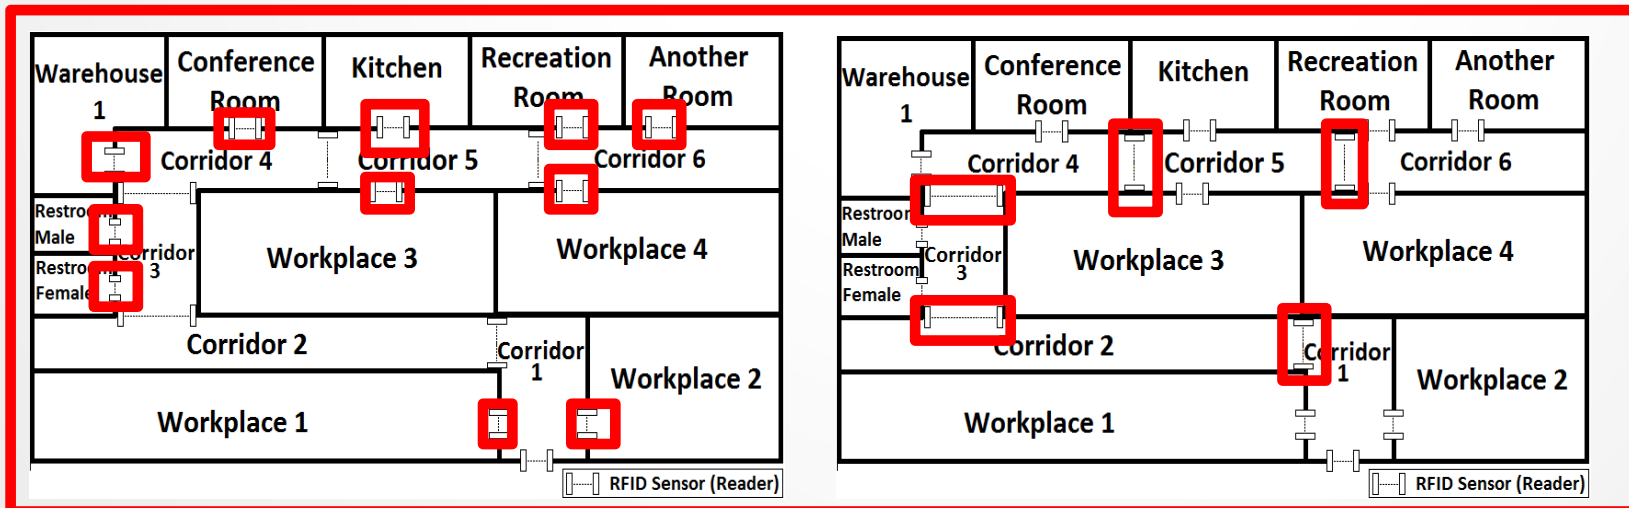 Warehouse
1
Conference
Room
Kitchen
Recreation
Room
Another
Room
Corridor 4
Corridor 5
Corridor 6
Restroom
Male
Restroom
Female
Corridor
3
Workplace 3
Workplace 4
Corridor 2
Corridor
1
Workplace 2
Workplace 1
RFID Sensor (Reader)
Warehouse
1
Conference
Room
Kitchen
Recreation
Room
Another
Room
Corridor 4
Corridor 5
Corridor 6
Restroom
Male
Restroom
Female
Corridor
3
Workplace 3
Workplace 4
Corridor 2
Corridor
1
Workplace 2
Workplace 1
RFID Sensor (Reader)